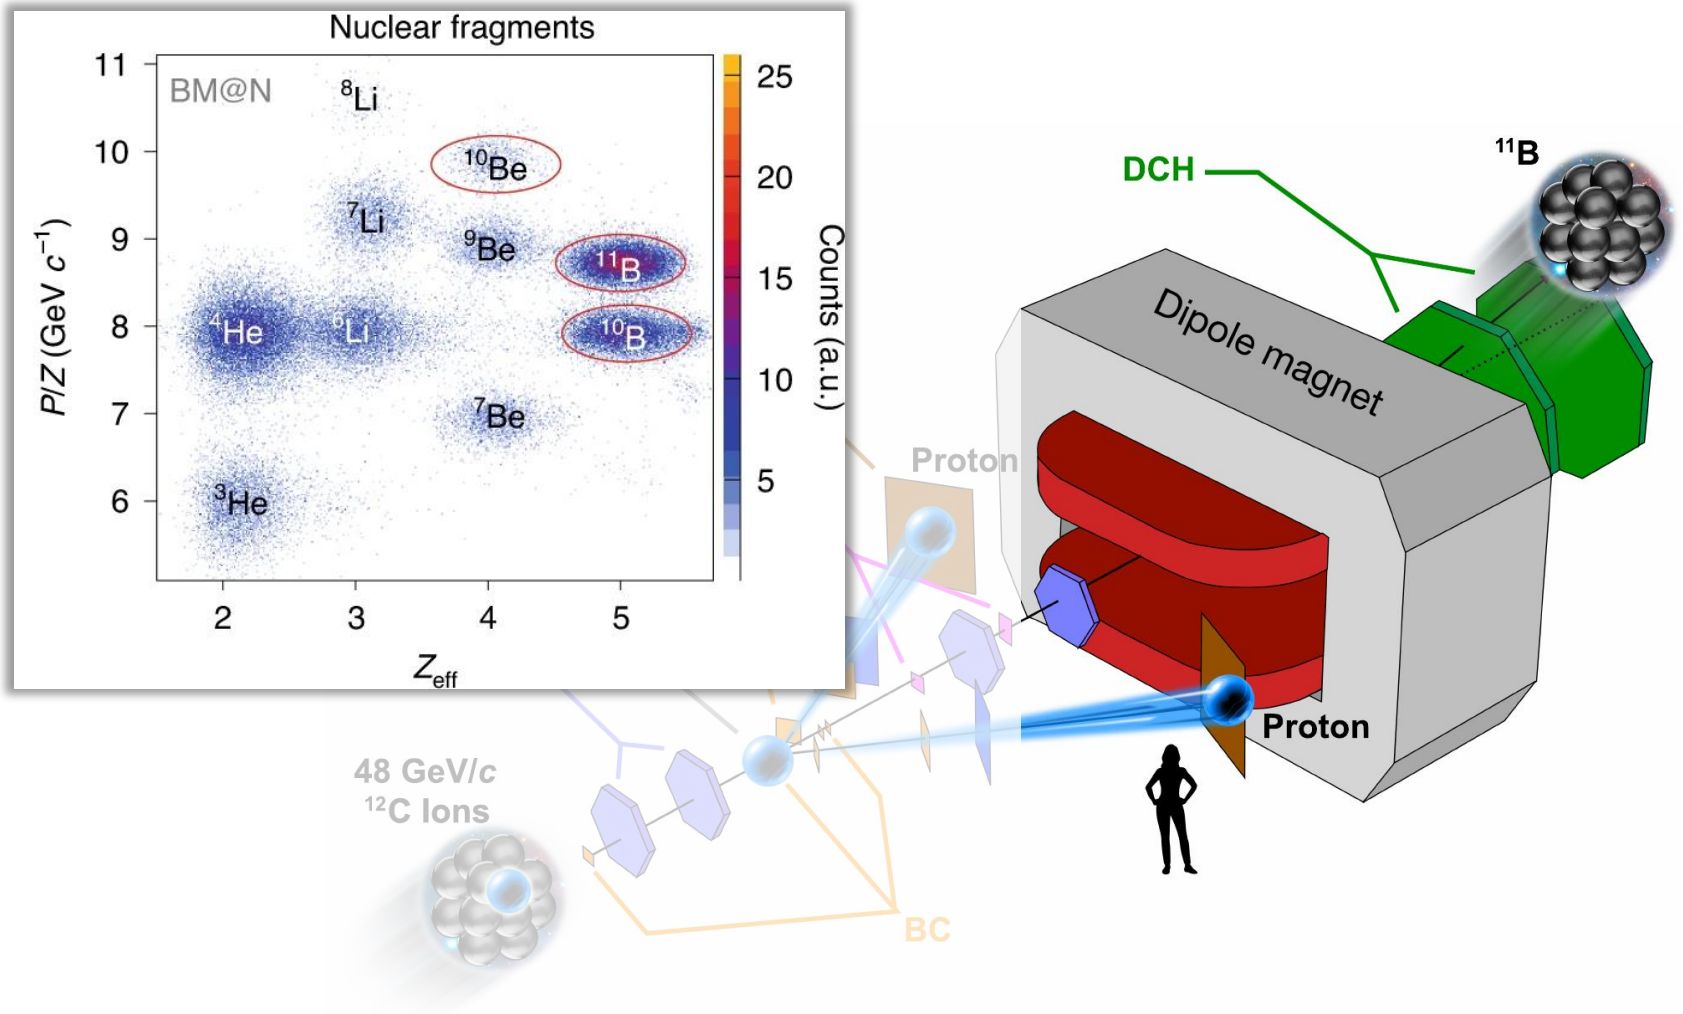 Nuclear fragments
BM@N
11
10
9
8
7
6
P/Z (GeV c⁻¹)
⁸Li
¹⁰Be
⁷Li
⁹Be
¹¹B
⁴He
⁶Li
¹⁰B
⁷Be
³He
2
3
4
5
Zeff
25
20
15
10
5
Counts (a.u.)
DCH
¹¹B
Dipole magnet
Proton
Proton
48 GeV/c
¹²C Ions
BC